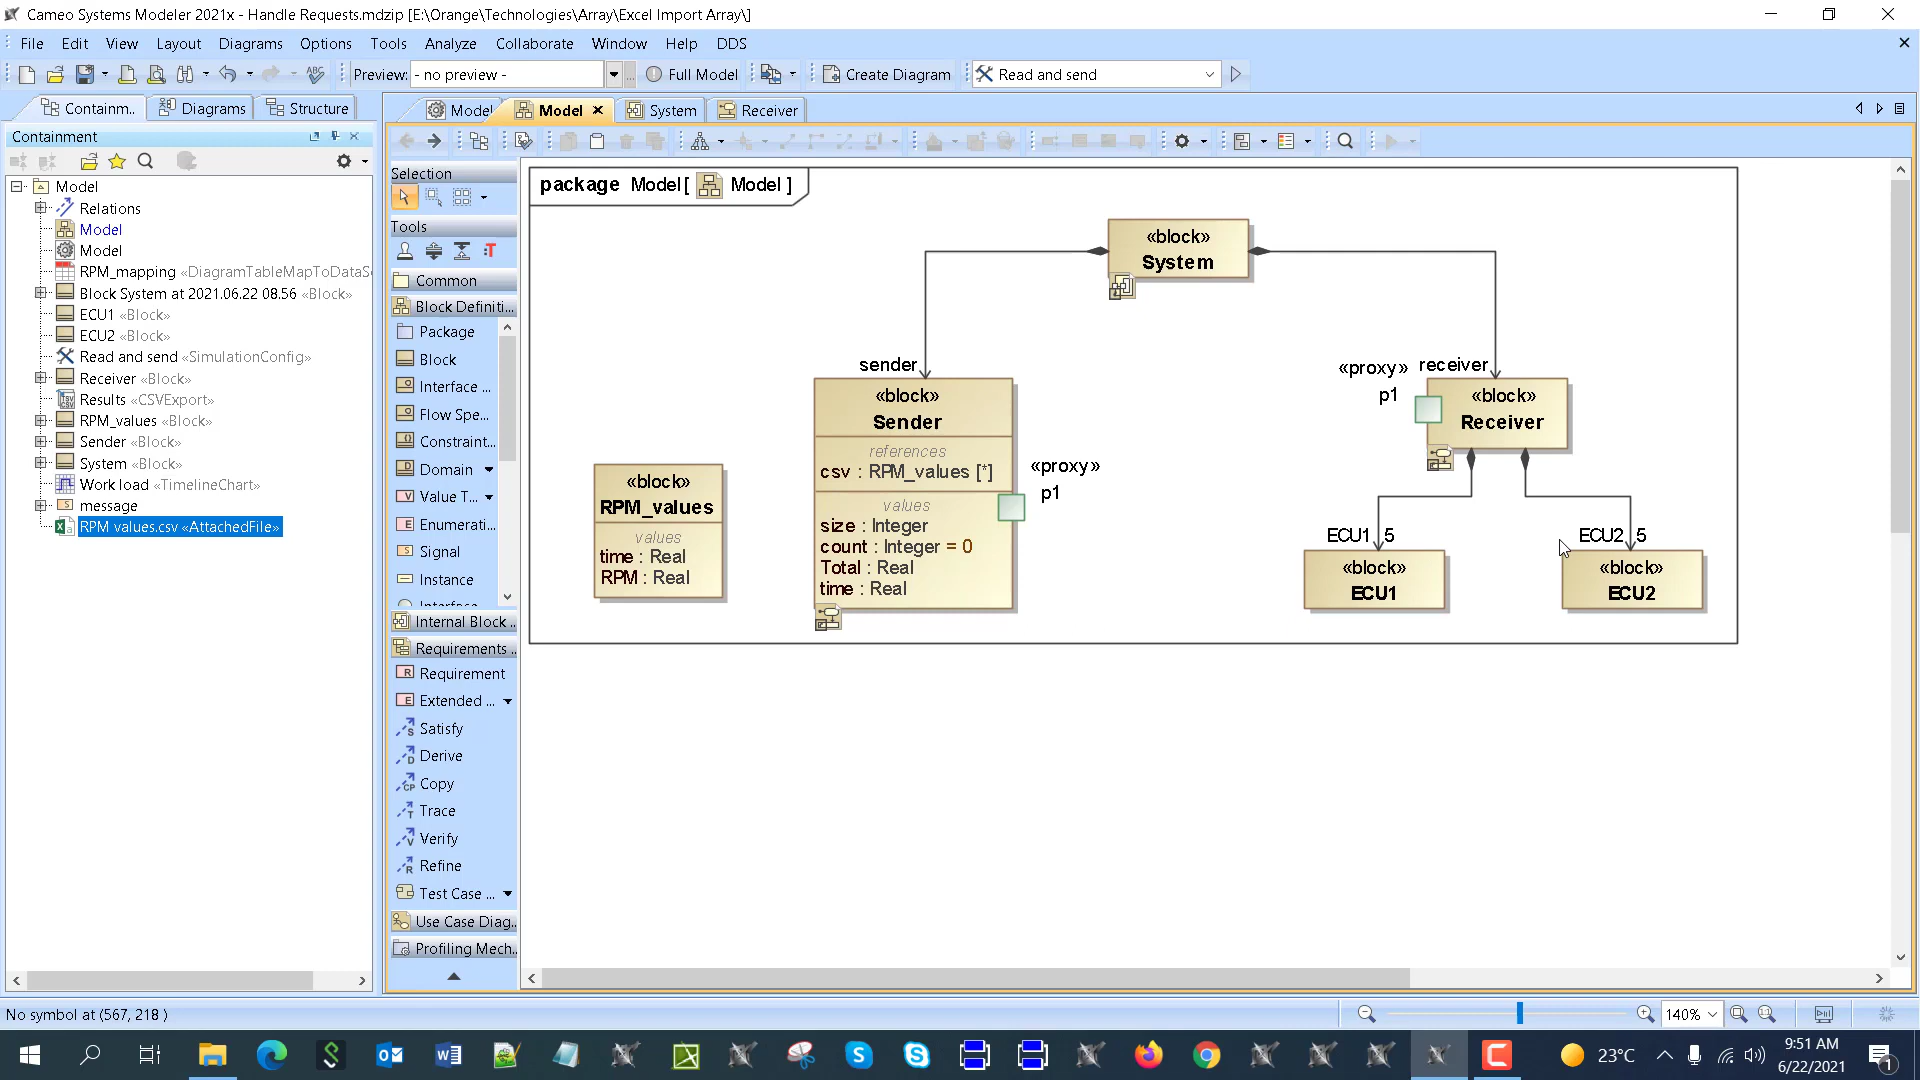 Cameo Systems Modeler 2021x - Handle Requests.mdzip [E:\Orange\Technologies\Array\Excel Import Array\]
File Edit View Layout Diagrams Options Tools Analyze Collaborate Window Help DDS
Preview: - no preview - ... Full Model Create Diagram Read and send
Containm.. Diagrams Structure
Model Model System Receiver
Containment
Model
Relations
Model
Model
RPM_mapping «DiagramTableMapToDataS
Block System at 2021.06.22 08.56 «Block»
ECU1 «Block»
ECU2 «Block»
Read and send «SimulationConfig»
Receiver «Block»
Results «CSVExport»
RPM_values «Block»
Sender «Block»
System «Block»
Work load «TimelineChart»
message
RPM values.csv «AttachedFile»
Selection
Tools
Common
Block Definiti...
Package
Block
Interface ...
Flow Spe...
Constraint...
Domain
Value T...
Enumerati...
Signal
Instance
Internal Block ..
Requirements ..
Requirement
Extended ...
Satisfy
Derive
Copy
Trace
Verify
Refine
Test Case ...
Use Case Diag..
Profiling Mech..
package Model [ Model ]
«block»
System
sender
«block»
Sender
references
csv : RPM_values [*]
values
size : Integer
count : Integer = 0
Total : Real
time : Real
«proxy»
p1
«block»
RPM_values
values
time : Real
RPM : Real
«proxy» receiver
p1
«block»
Receiver
ECU1 5
«block»
ECU1
ECU2 5
«block»
ECU2
No symbol at (567, 218 )
140%
23°C
9:51 AM
6/22/2021
1